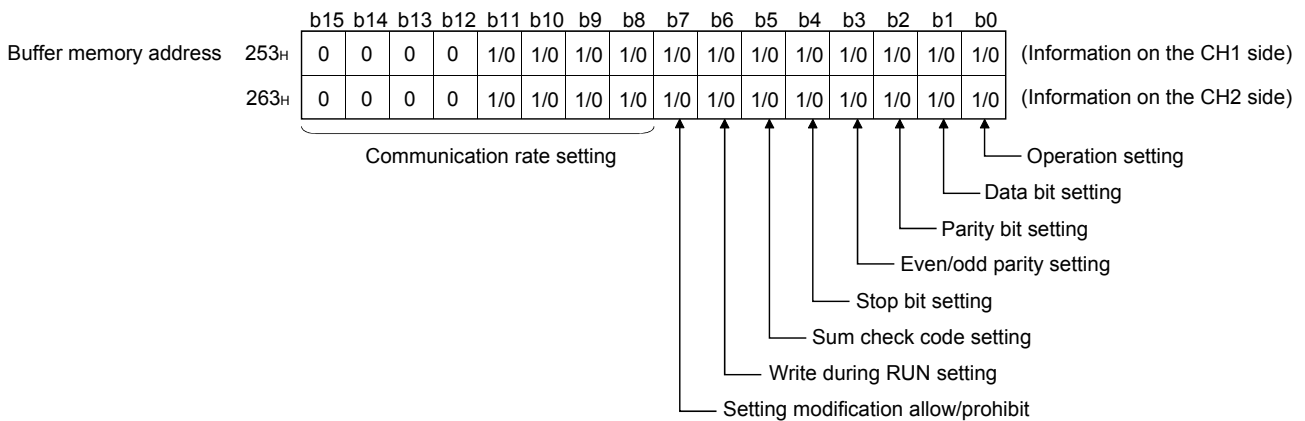 b15 b14 b13 b12 b11 b10 b9 b8 b7 b6 b5 b4 b3 b2 b1 b0
Buffer memory address 253H 0 0 0 0 1/0 1/0 1/0 1/0 1/0 1/0 1/0 1/0 1/0 1/0 1/0 1/0 (Information on the CH1 side)
263H 0 0 0 0 1/0 1/0 1/0 1/0 1/0 1/0 1/0 1/0 1/0 1/0 1/0 1/0 (Information on the CH2 side)
Communication rate setting
Operation setting
Data bit setting
Parity bit setting
Even/odd parity setting
Stop bit setting
Sum check code setting
Write during RUN setting
Setting modification allow/prohibit